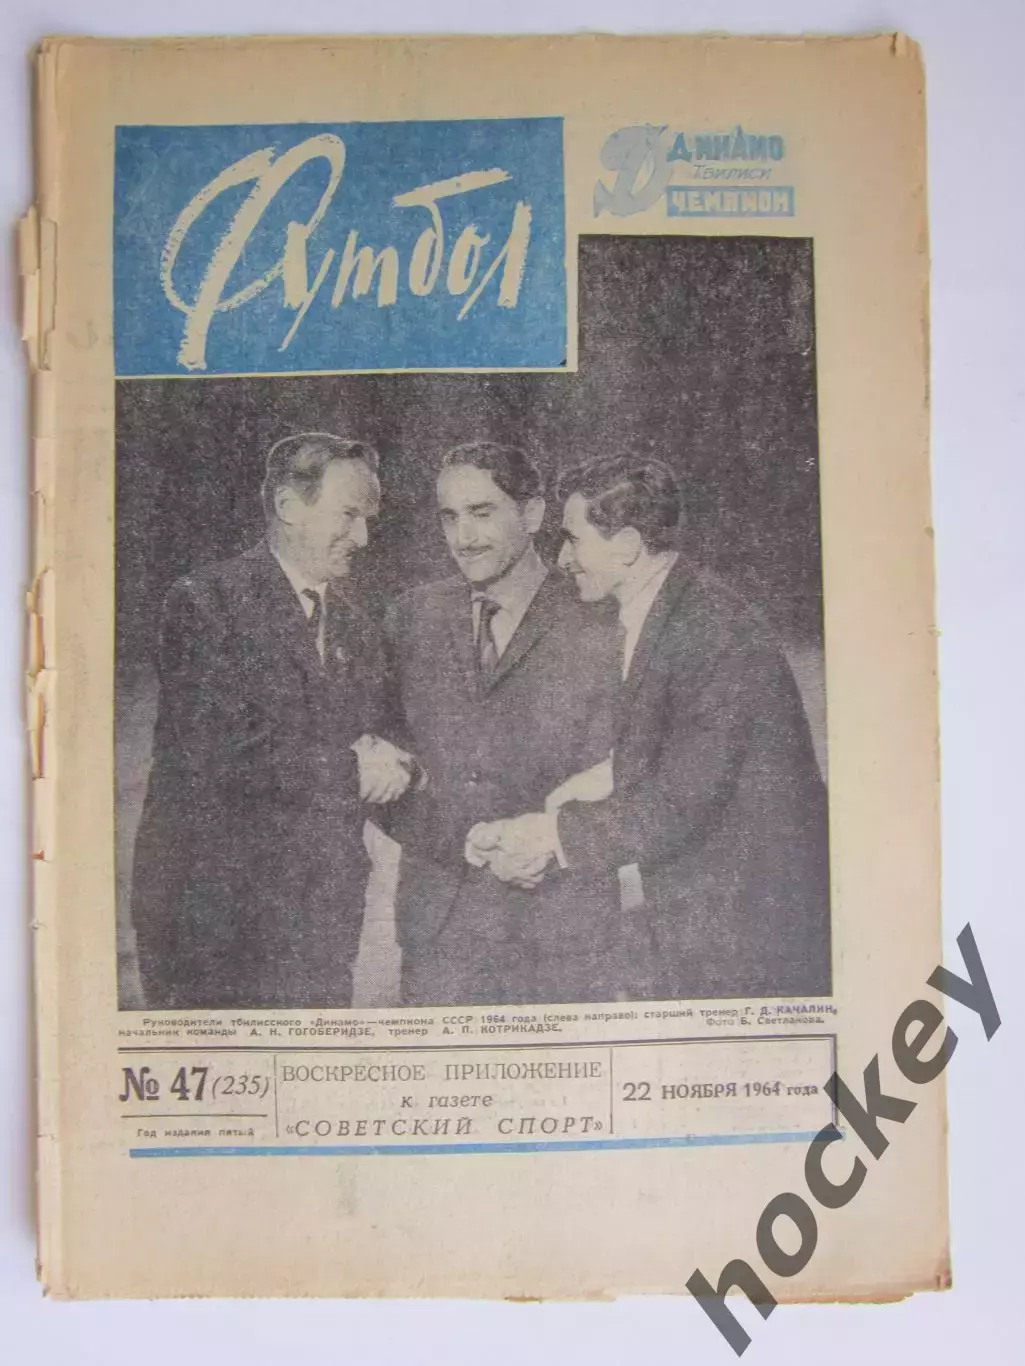 Футбол
ДИНАМО
Тбилиси
ЧЕМПИОН
Руководители тбилисского «Динамо»—чемпиона СССР 1964 года (слева направо): старший тренер Г. Д. КАЧАЛИН,
начальник команды А. Н. ГОГОБЕРИДЗЕ, тренер А. П. КОТРИКАДЗЕ. Фото Б. Светланова.
№ 47 (235)
Год издания пятый
ВОСКРЕСНОЕ ПРИЛОЖЕНИЕ
к газете
«СОВЕТСКИЙ СПОРТ»
22 НОЯБРЯ 1964 года
hockey